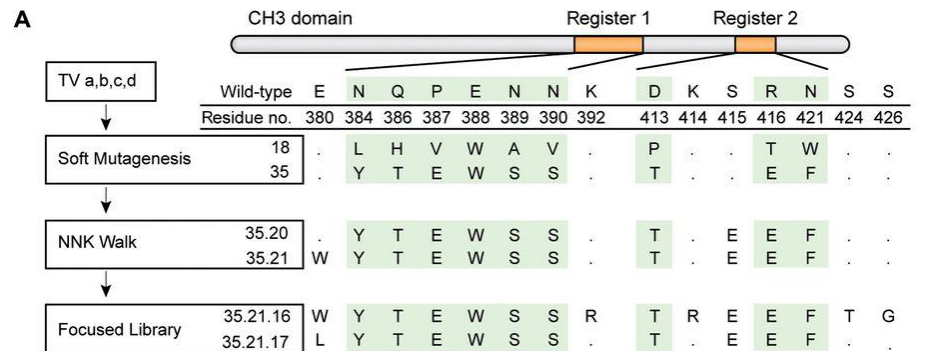 A
CH3 domain Register 1 Register 2
TV a,b,c,d
Wild-type E N Q P E N N K D K S R N S S
Residue no. 380 384 386 387 388 389 390 392 413 414 415 416 421 424 426
Soft Mutagenesis
18 . L H V W A V . P . . T W . .
35 . Y T E W S S . T . . E F . .
NNK Walk
35.20 . Y T E W S S . T . E E F . .
35.21 W Y T E W S S . T . E E F . .
Focused Library
35.21.16 W Y T E W S S R T R E E F T G
35.21.17 L Y T E W S S . T . E E F . .